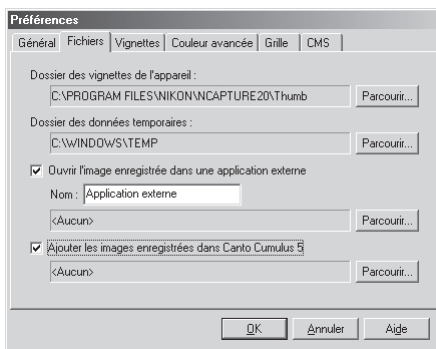 Préférences
Général Fichiers Vignettes Couleur avancée Grille CMS
Dossier des vignettes de l'appareil :
C:\PROGRAM FILES\NIKON\NCAPTURE20\Thumb Parcourir...
Dossier des données temporaires :
C:\WINDOWS\TEMP Parcourir...
Ouvrir l'image enregistrée dans une application externe
Nom : Application externe
<Aucun> Parcourir...
Ajouter les images enregistrées dans Canto Cumulus 5
<Aucun> Parcourir...
OK Annuler Aide